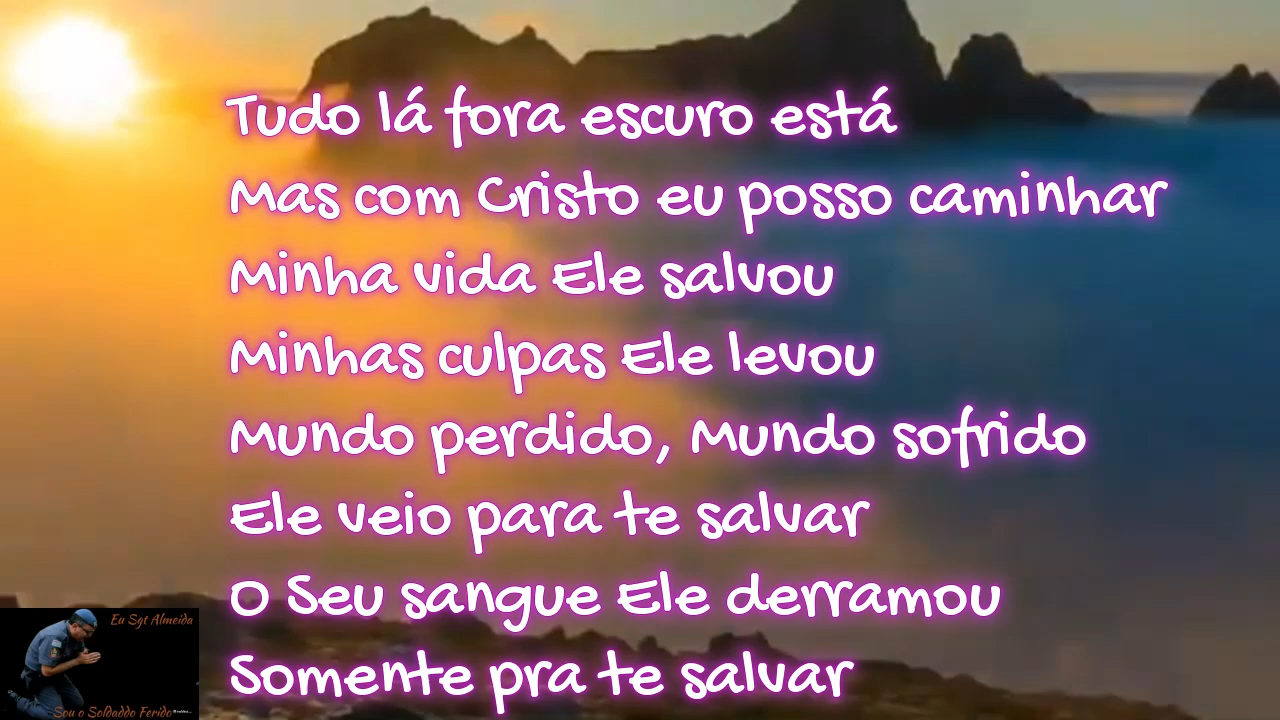 Tudo lá fora escuro está
Mas com Cristo eu posso caminhar
Minha vida Ele salvou
Minhas culpas Ele levou
Mundo perdido, Mundo sofrido
Ele veio para te salvar
O Seu sangue Ele derramou
Somente pra te salvar
Eu Sgt Almeida
Sou o Soldaddo Ferido